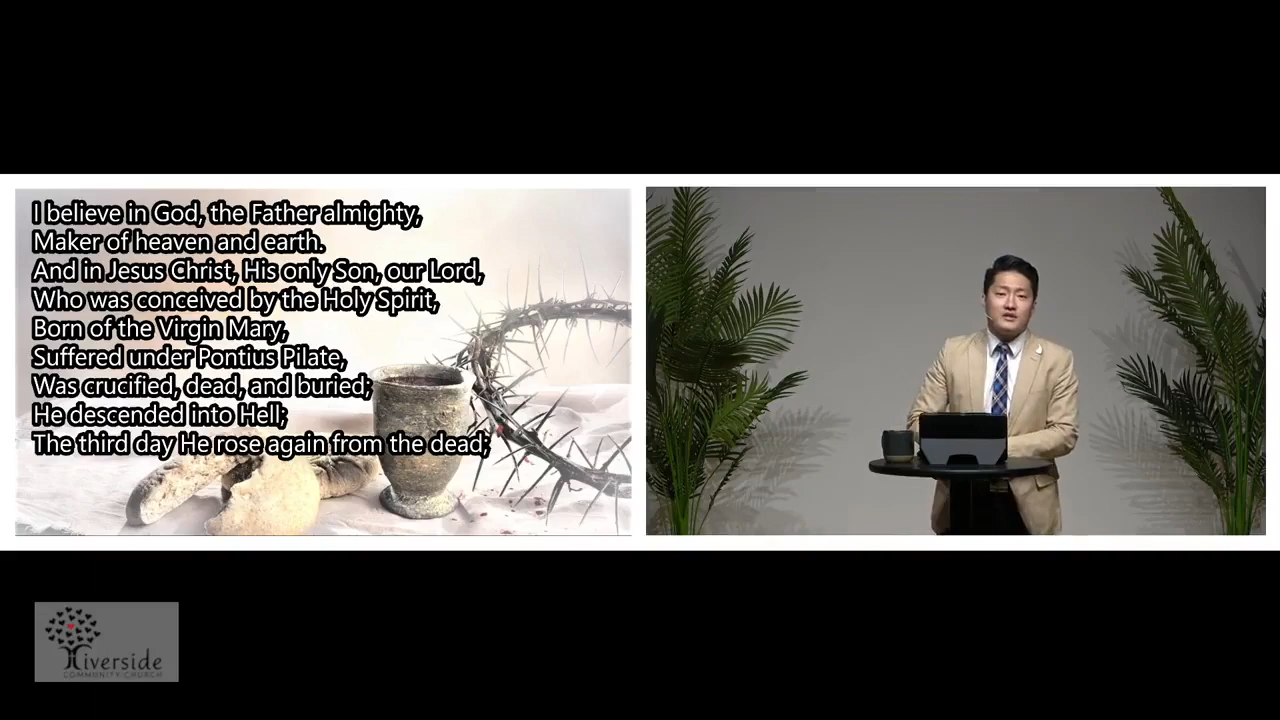 I believe in God, the Father almighty,
Maker of heaven and earth.
And in Jesus Christ, His only Son, our Lord,
Who was conceived by the Holy Spirit,
Born of the Virgin Mary,
Suffered under Pontius Pilate,
Was crucified, dead, and buried;
He descended into Hell;
The third day He rose again from the dead;
Riverside
COMMUNITY CHURCH